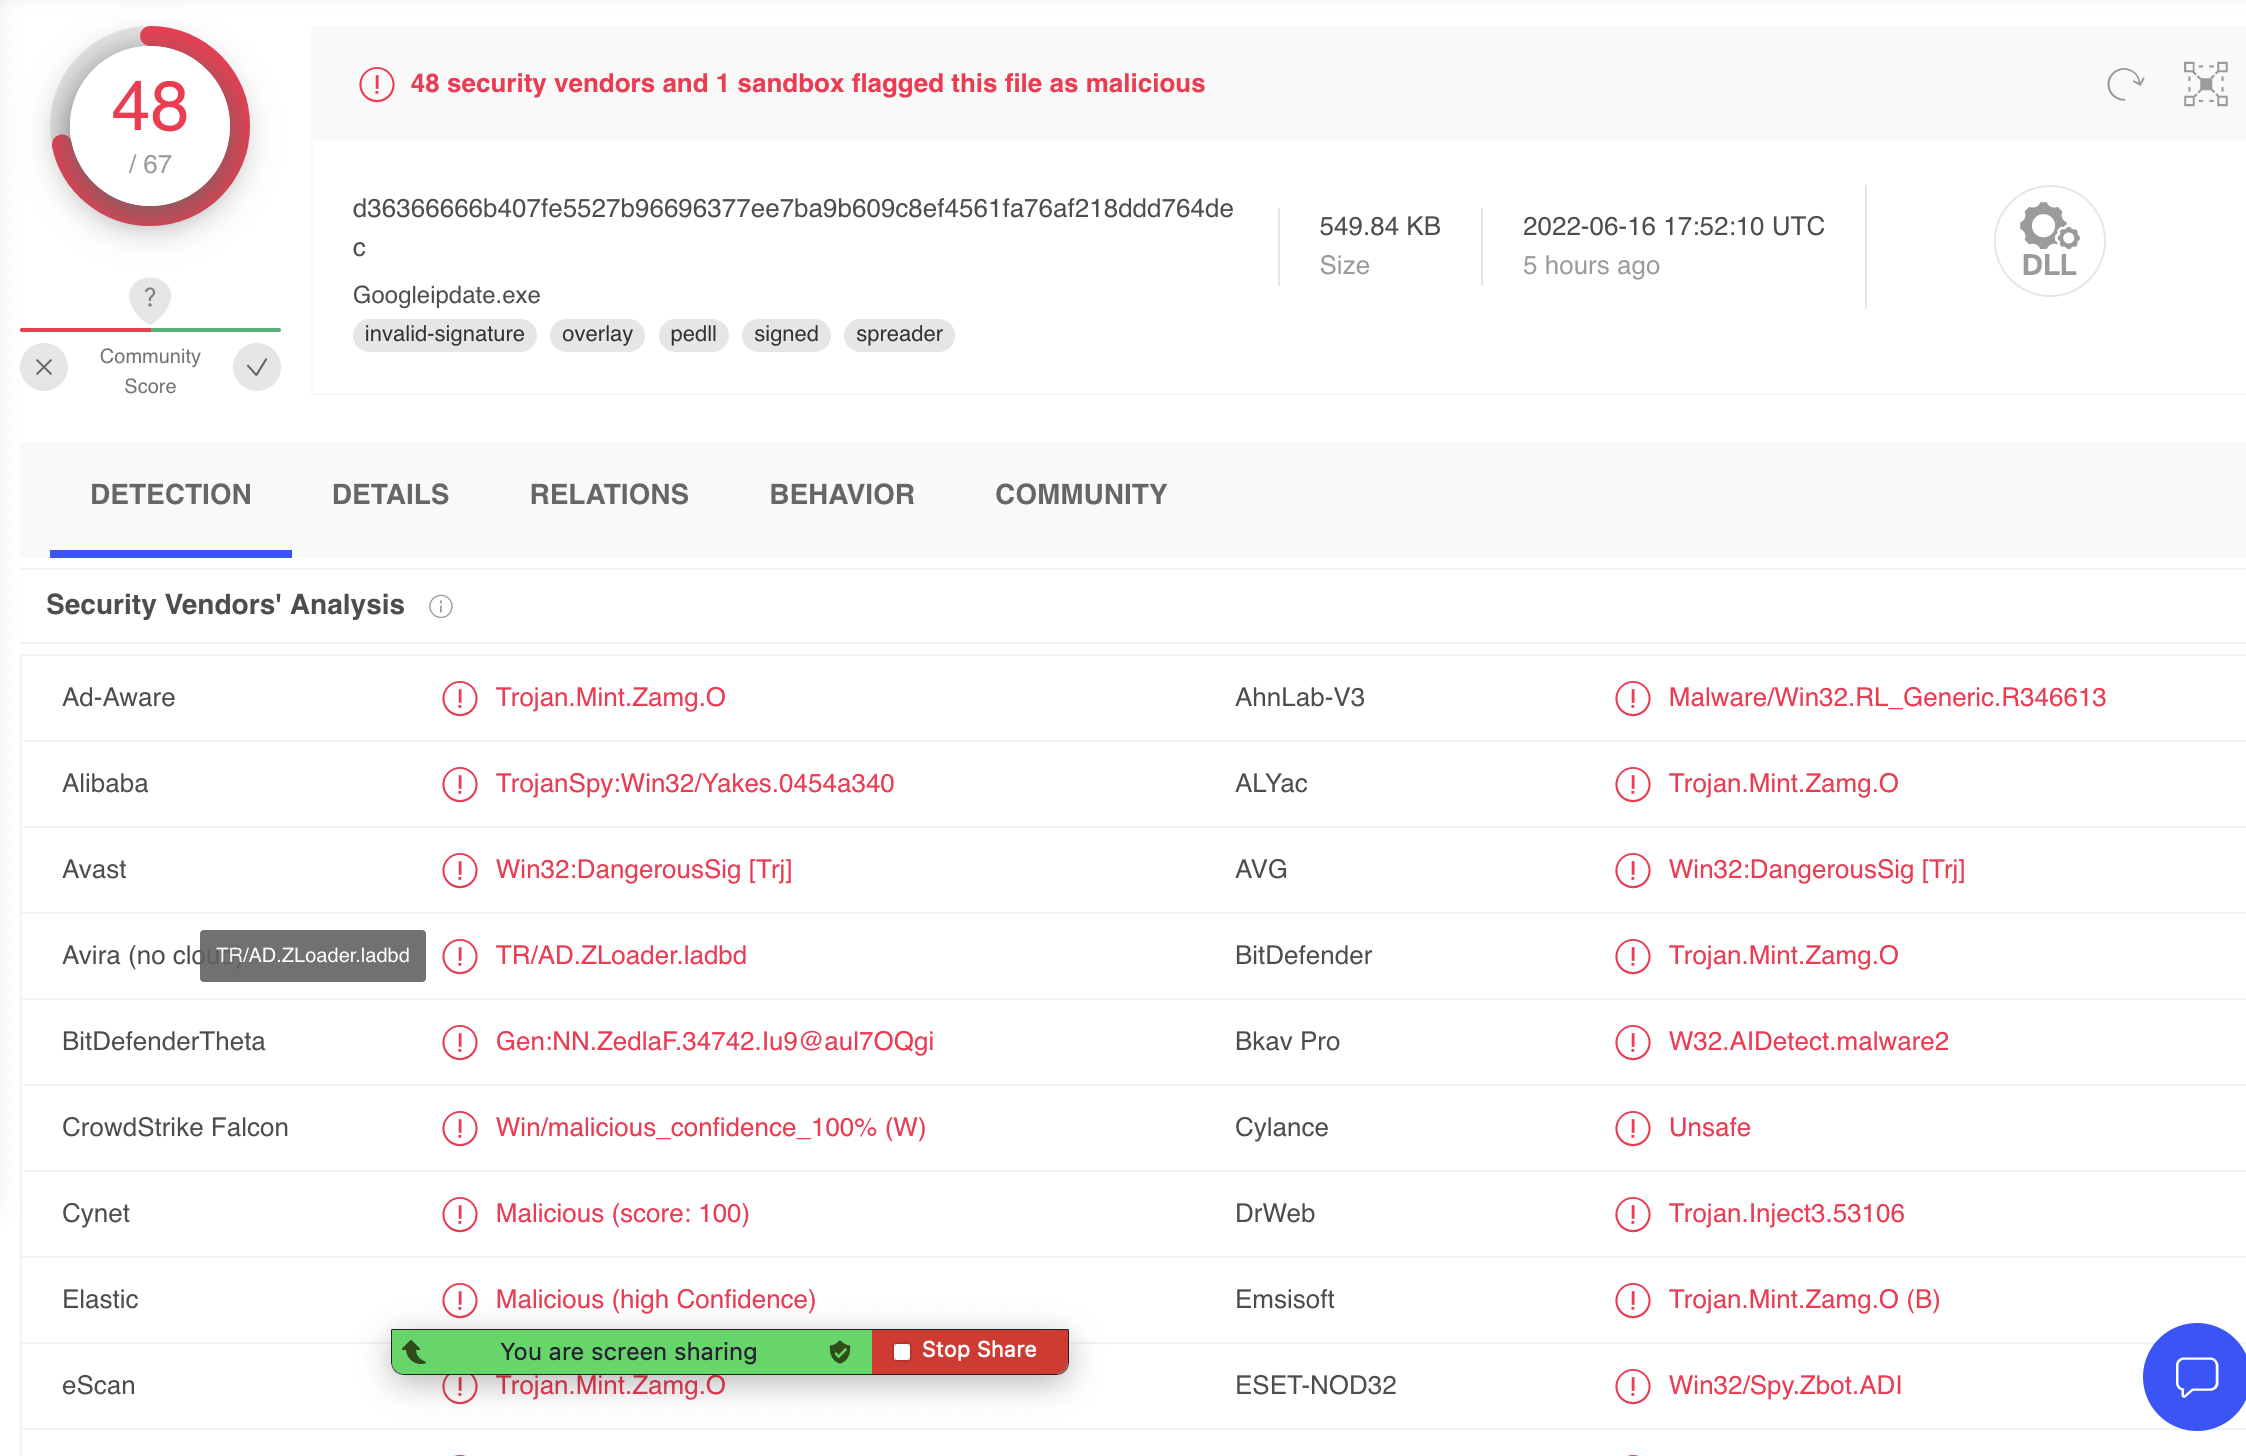 48
/ 67
48 security vendors and 1 sandbox flagged this file as malicious
d36366666b407fe5527b96696377ee7ba9b609c8ef4561fa76af218ddd764de
c
Googleipdate.exe
invalid-signature overlay pedll signed spreader
549.84 KB
Size
2022-06-16 17:52:10 UTC
5 hours ago
DLL
?
Community
Score
DETECTION DETAILS RELATIONS BEHAVIOR COMMUNITY
Security Vendors' Analysis
Ad-Aware Trojan.Mint.Zamg.O AhnLab-V3 Malware/Win32.RL_Generic.R346613
Alibaba TrojanSpy:Win32/Yakes.0454a340 ALYac Trojan.Mint.Zamg.O
Avast Win32:DangerousSig [Trj] AVG Win32:DangerousSig [Trj]
Avira (no TR/AD.ZLoader.ladbd TR/AD.ZLoader.ladbd BitDefender Trojan.Mint.Zamg.O
BitDefenderTheta Gen:NN.ZedlaF.34742.Iu9@aul7OQgi Bkav Pro W32.AIDetect.malware2
CrowdStrike Falcon Win/malicious_confidence_100% (W) Cylance Unsafe
Cynet Malicious (score: 100) DrWeb Trojan.Inject3.53106
Elastic Malicious (high Confidence) Emsisoft Trojan.Mint.Zamg.O (B)
You are screen sharing Stop Share
eScan Trojan.Mint.Zamg.O ESET-NOD32 Win32/Spy.Zbot.ADI